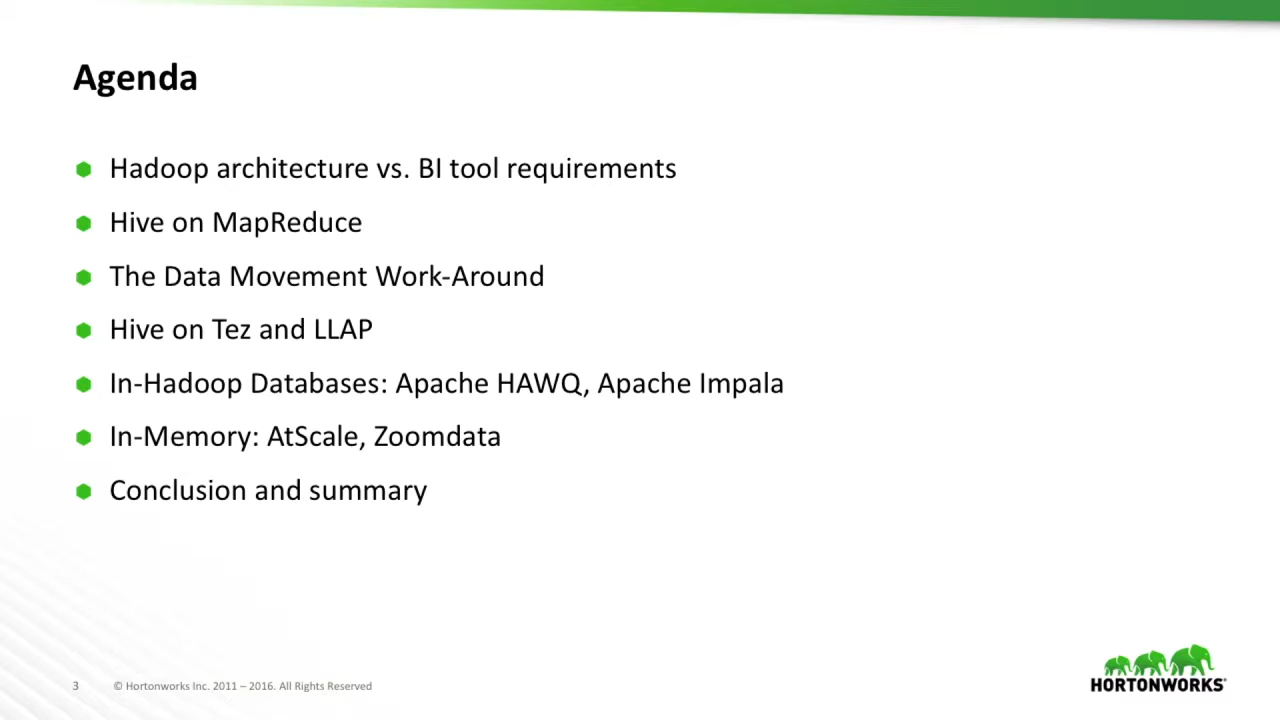 Agenda
Hadoop architecture vs. BI tool requirements
Hive on MapReduce
The Data Movement Work-Around
Hive on Tez and LLAP
In-Hadoop Databases: Apache HAWQ, Apache Impala
In-Memory: AtScale, Zoomdata
Conclusion and summary
3 © Hortonworks Inc. 2011 – 2016. All Rights Reserved
HORTONWORKS®